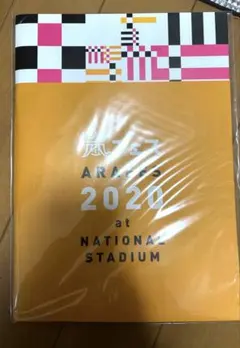 嵐フェス
ARAFES
2020
at
NATIONAL
STADIUM